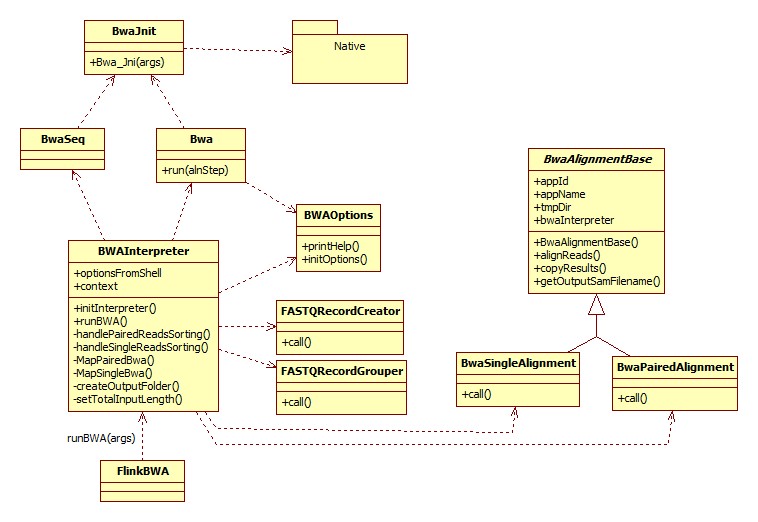 BwaJnit
+Bwa_Jni(args)
Native
BwaSeq
Bwa
+run(alnStep)
BwaAlignmentBase
+appId
+appName
+tmpDir
+bwaInterpreter
+BwaAlignmentBase()
+alignReads()
+copyResults()
+getOutputSamFilename()
BWAOptions
+printHelp()
+initOptions()
BWAInterpreter
+optionsFromShell
+context
+initInterpreter()
+runBWA()
-handlePairedReadsSorting()
-handleSingleReadsSorting()
-MapPairedBwa()
-MapSingleBwa()
-createOutputFolder()
-setTotalInputLength()
FASTQRecordCreator
+call()
FASTQRecordGrouper
+call()
BwaSingleAlignment
+call()
BwaPairedAlignment
+call()
runBWA(args)
FlinkBWA